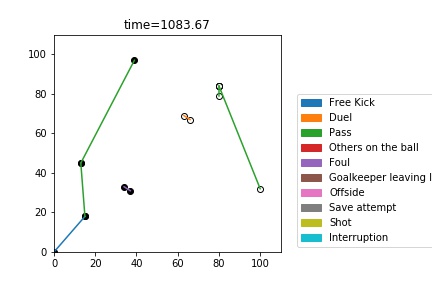 time=1083.67
100
80
60
40
20
0
0 20 40 60 80 100
Free Kick
Duel
Pass
Others on the ball
Foul
Goalkeeper leaving l
Offside
Save attempt
Shot
Interruption